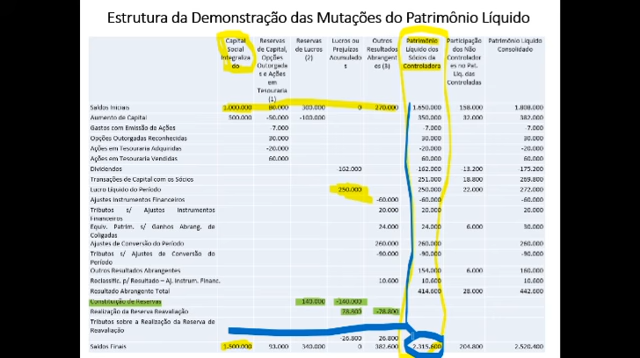 Estrutura da Demonstração das Mutações do Patrimônio Líquido
Capital Social Integralizado Reservas de Capital, Opções Outorgadas e Ações em Tesouraria (1) Reservas de Lucros (2) Lucros ou Prejuízos Acumulados Outros Resultados Abrangentes (3) Patrimônio Líquido dos Sócios da Controladora Participação dos Não Controladores no Pat. Líq. das Controladas Patrimônio Líquido Consolidado
Saldos Iniciais 1.000.000 80.000 300.000 0 270.000 1.650.000 158.000 1.808.000
Aumento de Capital 500.000 -50.000 -100.000 350.000 32.000 382.000
Gastos com Emissão de Ações -7.000 -7.000 -7.000
Opções Outorgadas Reconhecidas 30.000 30.000 30.000
Ações em Tesouraria Adquiridas -20.000 -20.000 -20.000
Ações em Tesouraria Vendidas 60.000 60.000 60.000
Dividendos -162.000 -162.000 -13.200 -175.200
Transações de Capital com os Sócios 251.000 18.800 269.800
Lucro Líquido do Período 250.000 250.000 22.000 272.000
Ajustes Instrumentos Financeiros -60.000 -60.000 -60.000
Tributos s/ Ajustes Instrumentos Financeiros 20.000 20.000 20.000
Equiv. Patrim. s/ Ganhos Abrang. de Coligadas 24.000 24.000 6.000 30.000
Ajustes de Conversão do Período 260.000 260.000 260.000
Tributos s/ Ajustes de Conversão do Período -90.000 -90.000 -90.000
Outros Resultados Abrangentes 154.000 6.000 160.000
Reclassific. p/ Resultado – Aj. Instrum. Financ. 10.600 10.600 10.600
Resultado Abrangente Total 414.600 28.000 442.600
Constituição de Reservas 140.000 -140.000
Realização da Reserva Reavaliação 78.800 -78.800
Tributos sobre a Realização da Reserva de Reavaliação -26.800 26.800
Saldos Finais 1.500.000 93.000 340.000 0 382.600 2.315.600 204.800 2.520.400